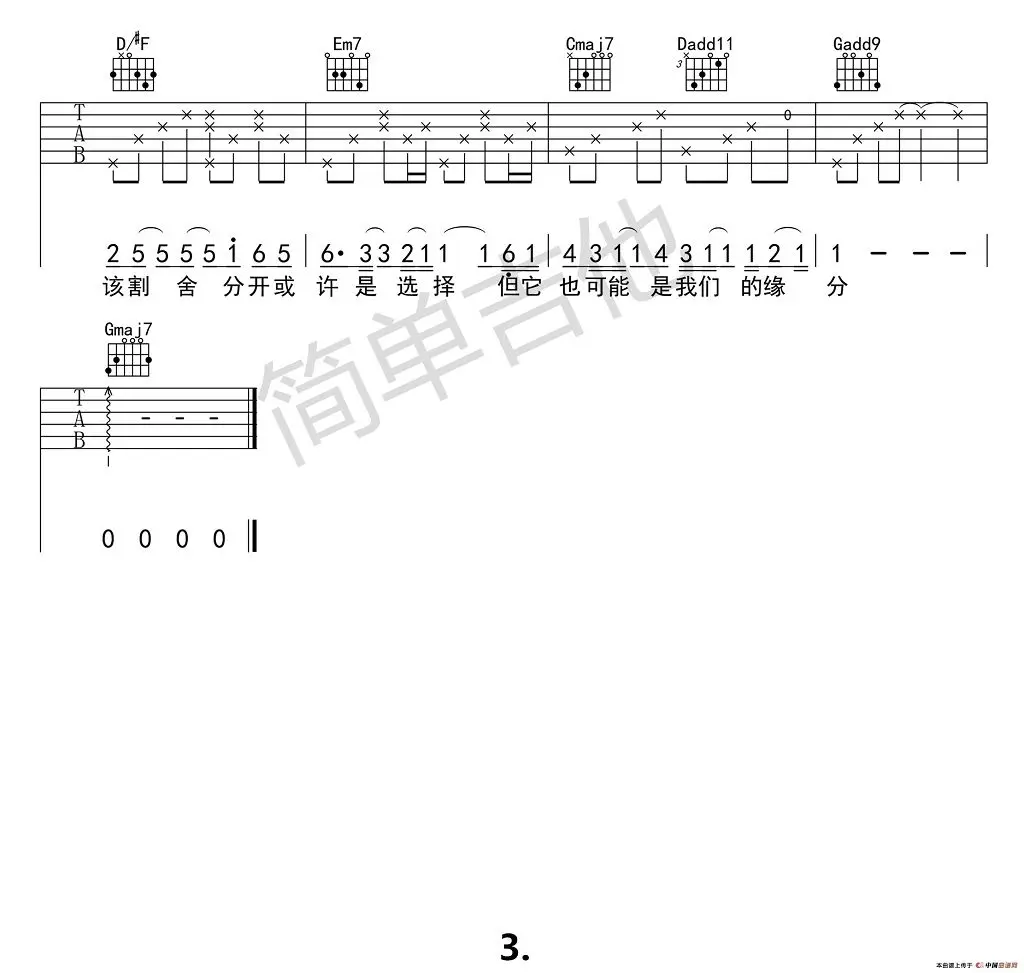 D/#F Em7 Cmaj7 Dadd11 Gadd9
3
T
A
B
0
2 5 5 5 5 1 6 5 6· 3 3 2 1 1 1 6 1 4 3 1 1 4 3 1 1 1 2 1 1 – – –
该割 舍 分开或 许 是 选 择 但它 也可能 是我们 的缘 分
Gmaj7
T
A
B
- - -
0 0 0 0
简单吉他
3.
本曲谱上传于 中国曲谱网